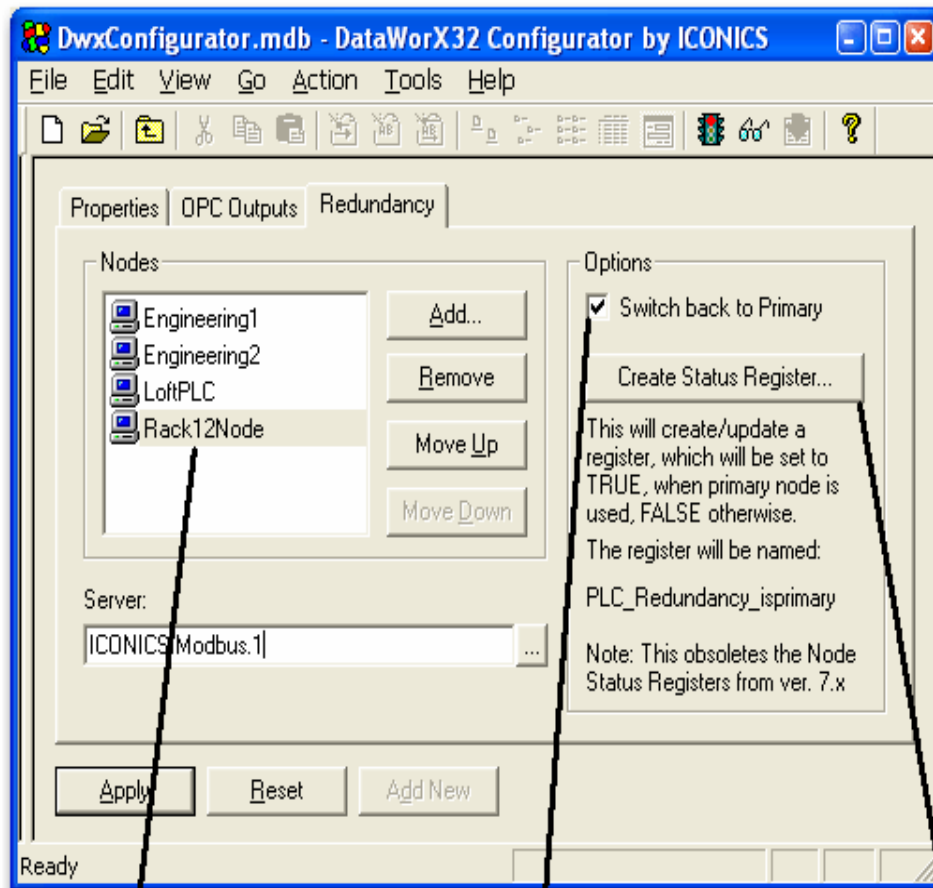 DwxConfigurator.mdb - DataWorX32 Configurator by ICONICS
File Edit View Go Action Tools Help
Properties OPC Outputs Redundancy
Nodes
Engineering1
Engineering2
LoftPLC
Rack12Node
Add...
Remove
Move Up
Move Down
Server:
ICONICS.Modbus.1
...
Options
Switch back to Primary
Create Status Register...
This will create/update a
register, which will be set to
TRUE, when primary node is
used, FALSE otherwise.
The register will be named:
PLC_Redundancy_isprimary
Note: This obsoletes the Node
Status Registers from ver. 7.x
Apply Reset Add New
Ready